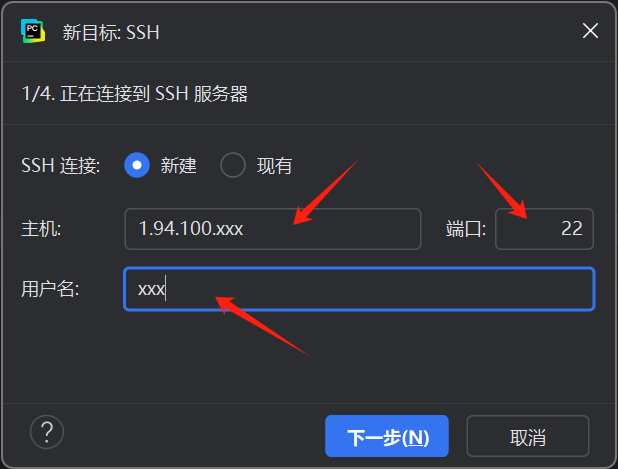 PC 新目标: SSH
1/4. 正在连接到 SSH 服务器
SSH 连接: 新建 现有
主机: 1.94.100.xxx 端口: 22
用户名: xxx
? 下一步(N) 取消